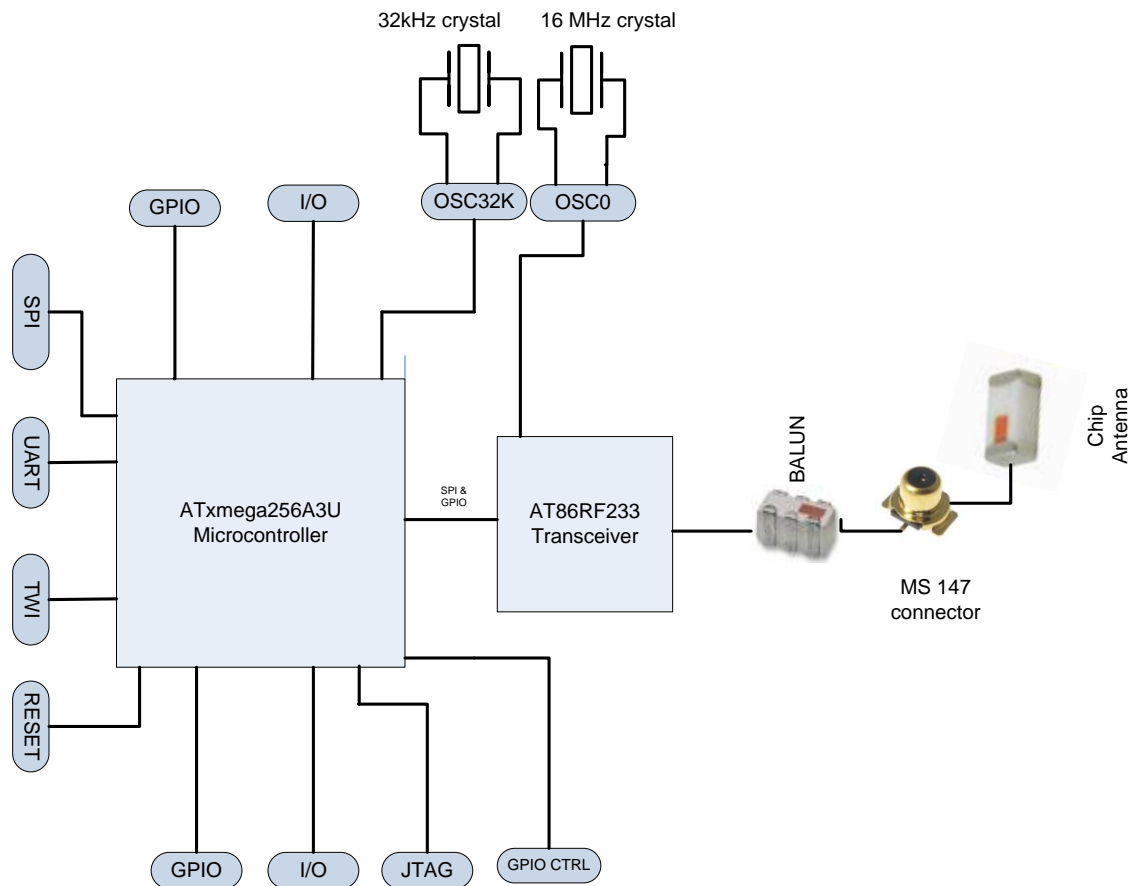 32kHz crystal
16 MHz crystal
OSC32K
OSC0
GPIO
I/O
SPI
UART
TWI
RESET
ATxmega256A3U
Microcontroller
SPI &
GPIO
AT86RF233
Transceiver
BALUN
MS 147
connector
Chip
Antenna
GPIO
I/O
JTAG
GPIO CTRL